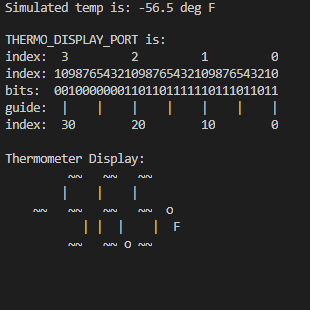 Simulated temp is: -56.5 deg F
THERMO_DISPLAY_PORT is:
index:  3         2         1         0
index: 10987654321098765432109876543210
bits:  00100000001101101111110111011011
guide:  |    |    |    |    |    |    |
index:  30        20        10        0
Thermometer Display:
         ~~   ~~   ~~
        |    |    |
    ~~   ~~   ~~   ~~  o
           | |  |    |  F
         ~~   ~~ o ~~